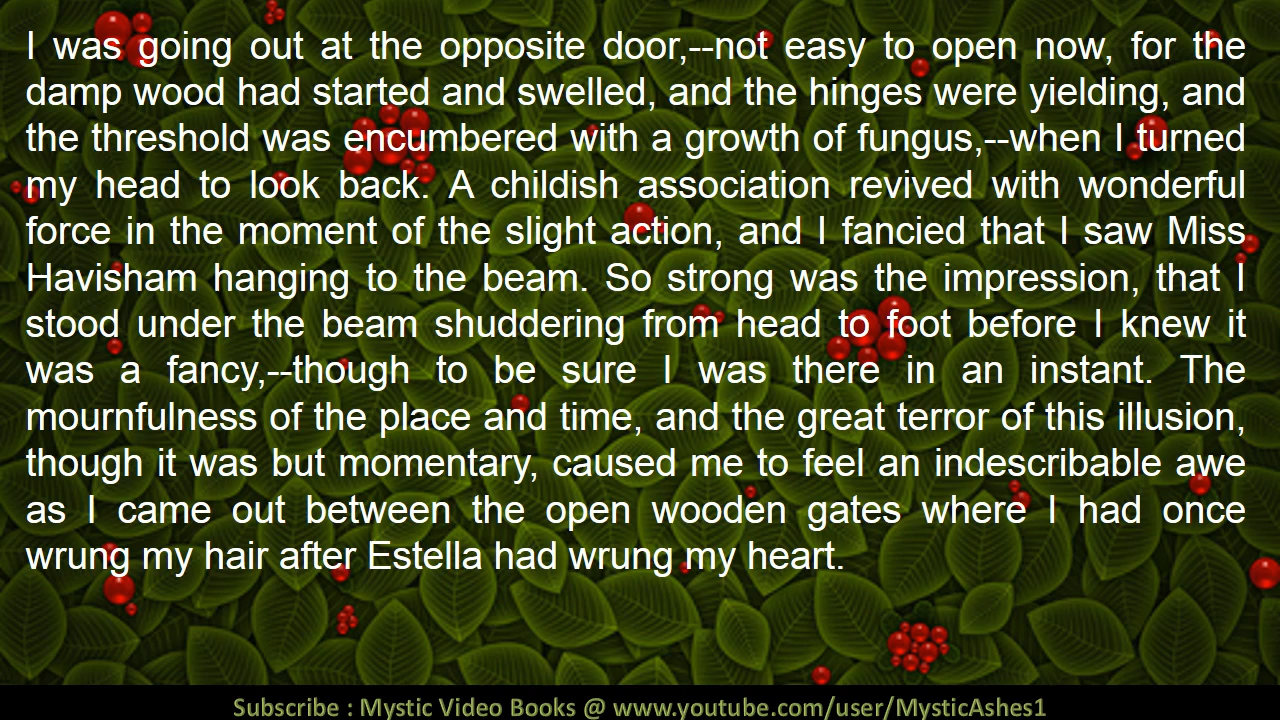 I was going out at the opposite door,--not easy to open now, for the
damp wood had started and swelled, and the hinges were yielding, and
the threshold was encumbered with a growth of fungus,--when I turned
my head to look back. A childish association revived with wonderful
force in the moment of the slight action, and I fancied that I saw Miss
Havisham hanging to the beam. So strong was the impression, that I
stood under the beam shuddering from head to foot before I knew it
was a fancy,--though to be sure I was there in an instant. The
mournfulness of the place and time, and the great terror of this illusion,
though it was but momentary, caused me to feel an indescribable awe
as I came out between the open wooden gates where I had once
wrung my hair after Estella had wrung my heart.
Subscribe : Mystic Video Books @ www.youtube.com/user/MysticAshes1